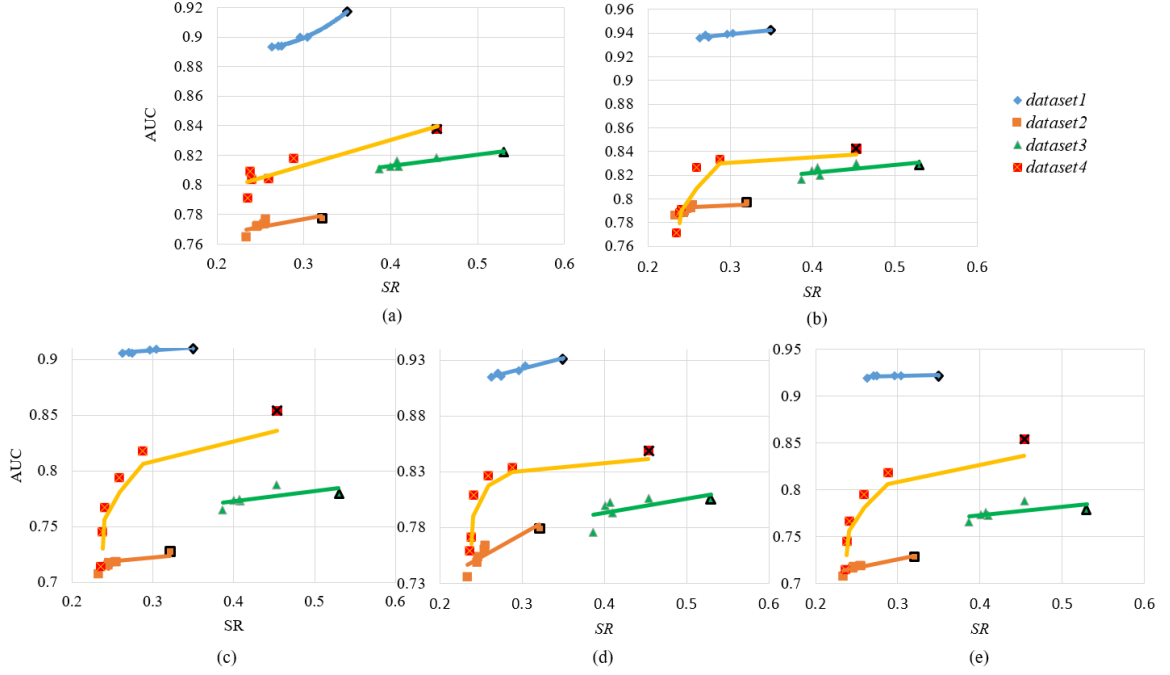 0.92
0.9
0.88
0.86
0.84
0.82
0.8
0.78
0.76
AUC
0.2 0.3 0.4 0.5 0.6
SR
(a)
0.96
0.94
0.92
0.9
0.88
0.86
0.84
0.82
0.8
0.78
0.76
0.2 0.3 0.4 0.5 0.6
SR
(b)
dataset1
dataset2
dataset3
dataset4
0.9
0.85
0.8
0.75
0.7
AUC
0.2 0.3 0.4 0.5 0.6
SR
(c)
0.93
0.88
0.83
0.78
0.73
0.2 0.3 0.4 0.5 0.6
SR
(d)
0.95
0.9
0.85
0.8
0.75
0.7
0.2 0.3 0.4 0.5 0.6
SR
(e)